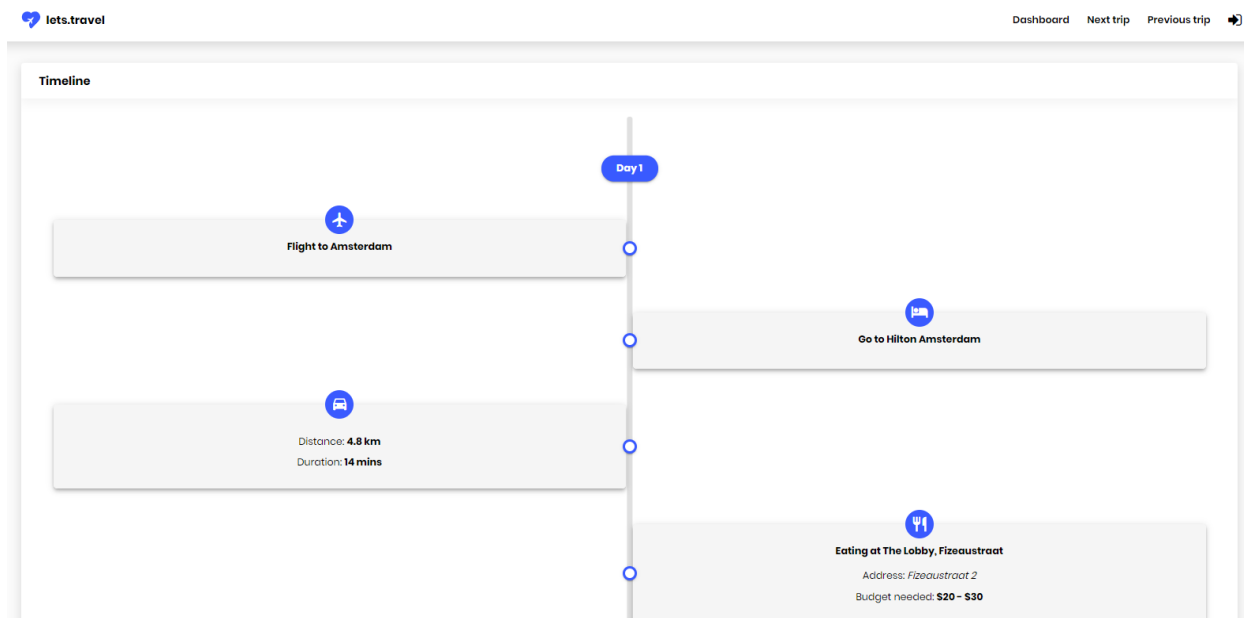 lets.travel
Dashboard Next trip Previous trip
Timeline
Day 1
Flight to Amsterdam
Go to Hilton Amsterdam
Distance: 4.8 km
Duration: 14 mins
Eating at The Lobby, Fizeaustraat
Address: Fizeaustraat 2
Budget needed: $20 - $30